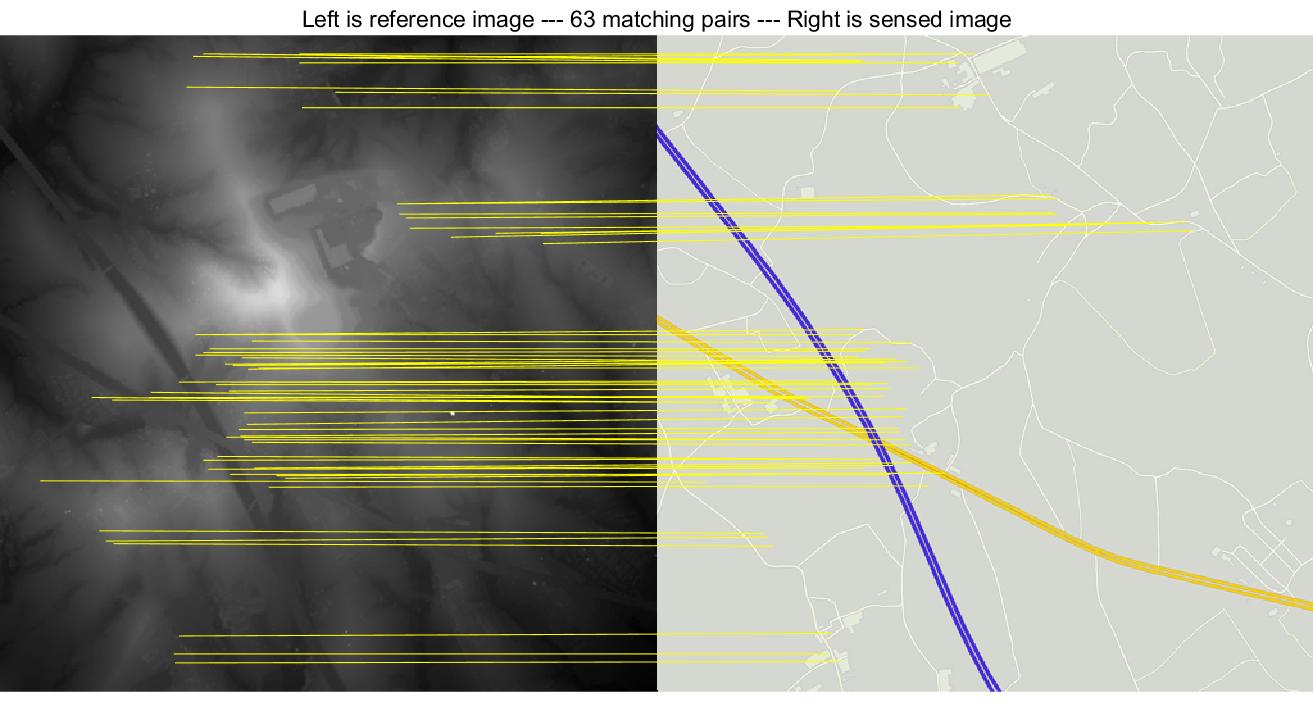 Left is reference image --- 63 matching pairs --- Right is sensed image